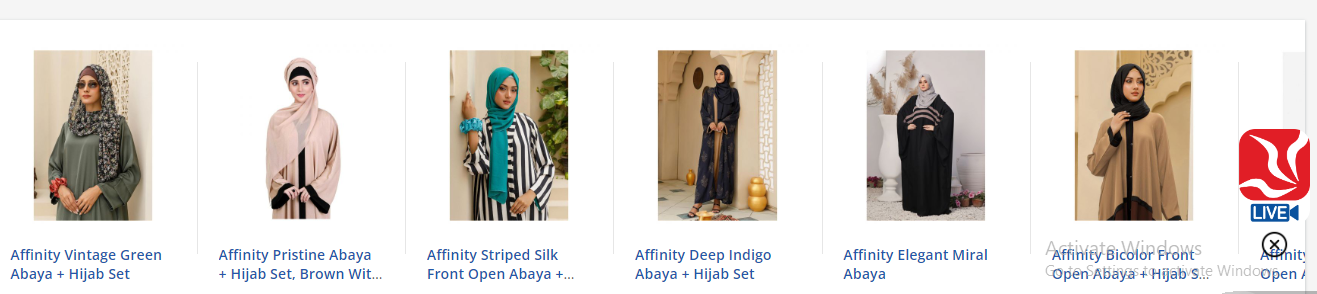 Affinity Vintage Green
Abaya + Hijab Set
Affinity Pristine Abaya
+ Hijab Set, Brown Wit...
Affinity Striped Silk
Front Open Abaya +...
Affinity Deep Indigo
Abaya + Hijab Set
Affinity Elegant Miral
Abaya
Affinity Bicolor Front
Open Abaya + Hijab S...
Affinity
Open A
LIVE
Activate Windows
Go to Settings to activate Windows.